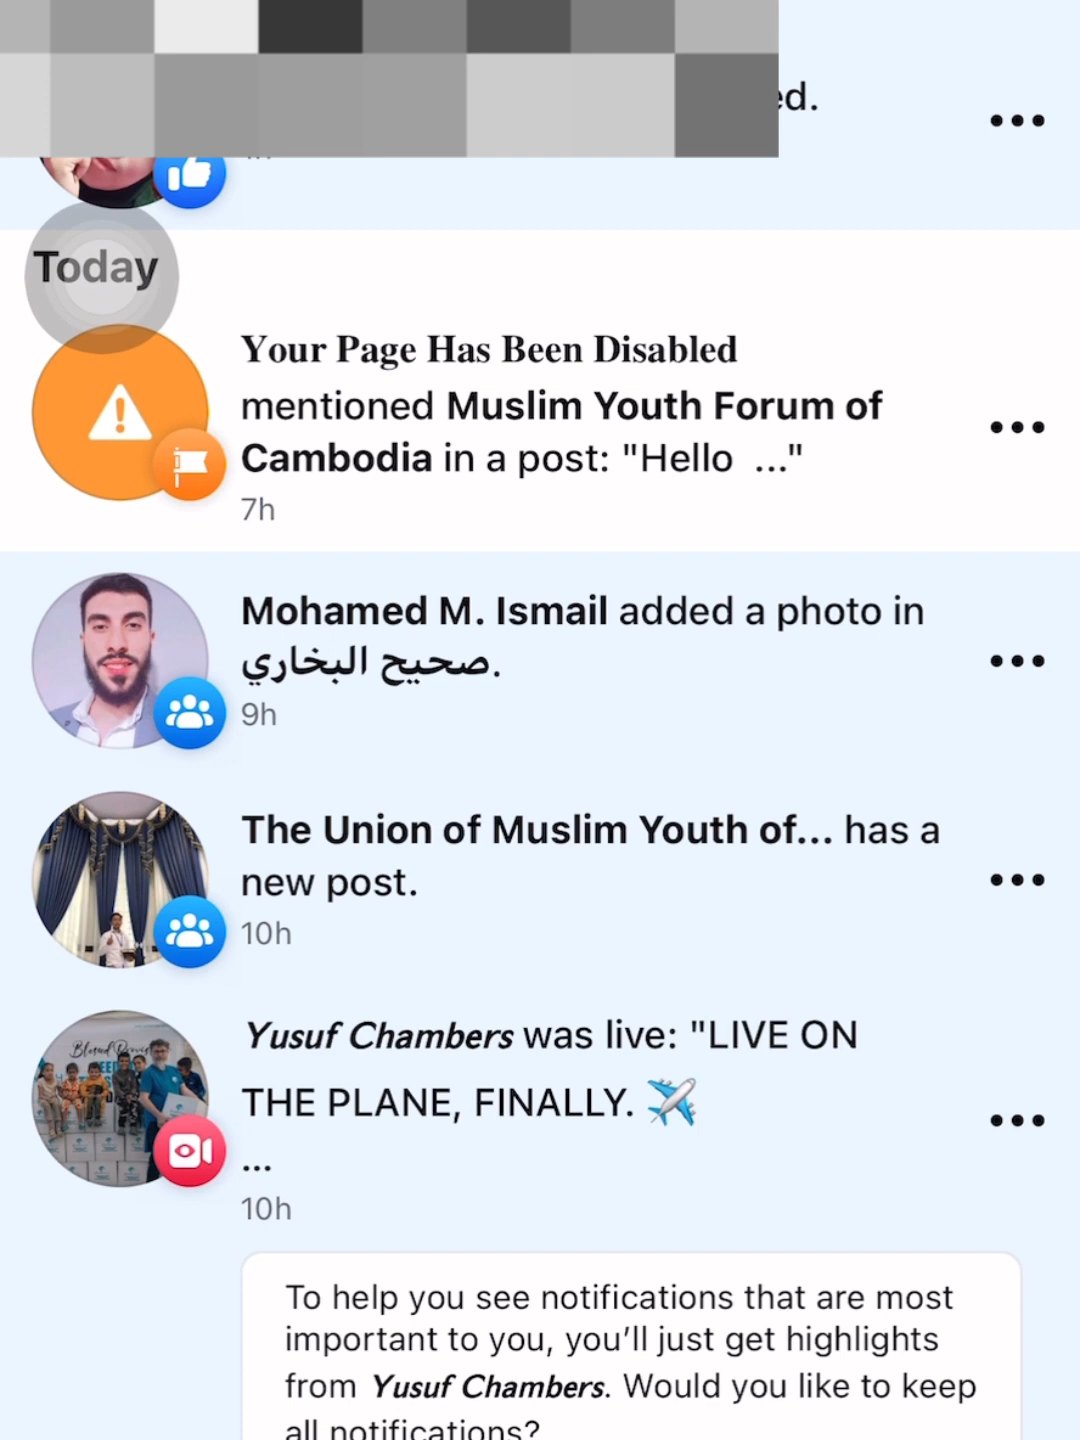 ed.
Today
Your Page Has Been Disabled
mentioned Muslim Youth Forum of
Cambodia in a post: "Hello ..."
7h
Mohamed M. Ismail added a photo in
صحيح البخاري.
9h
The Union of Muslim Youth of... has a
new post.
10h
Yusuf Chambers was live: "LIVE ON
THE PLANE, FINALLY. ✈️
...
10h
To help you see notifications that are most
important to you, you’ll just get highlights
from Yusuf Chambers. Would you like to keep
all notifications?